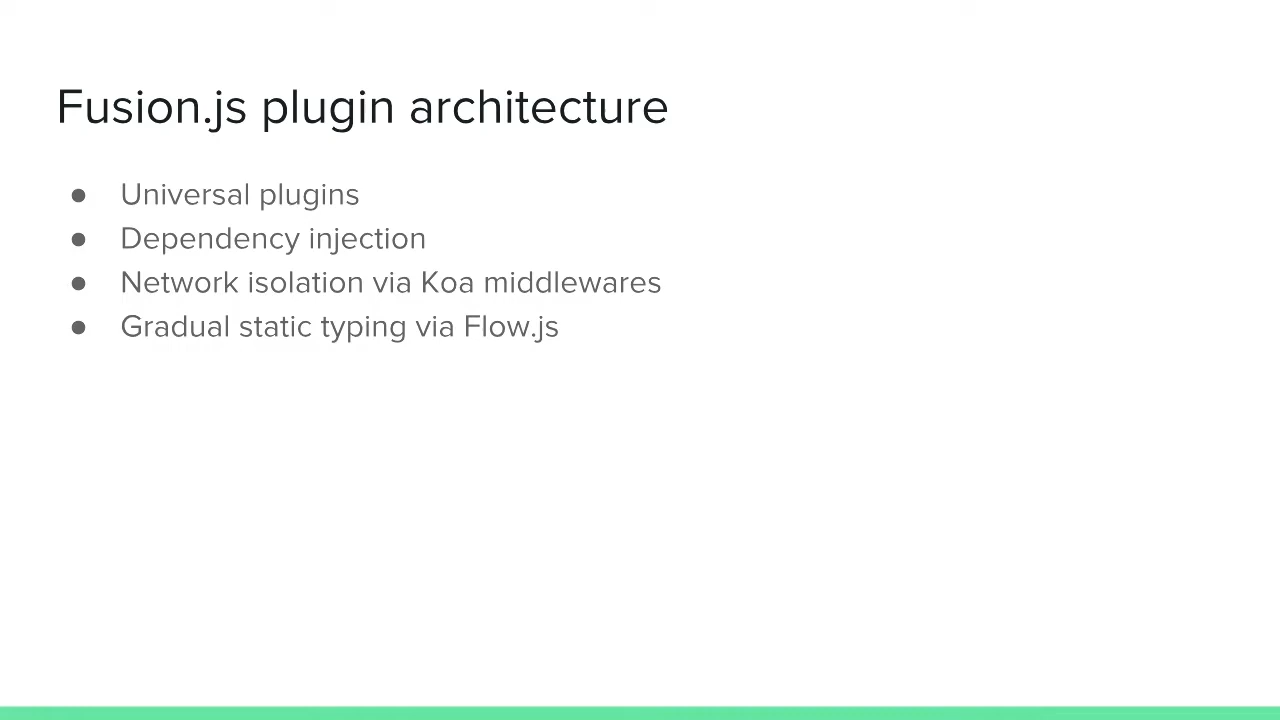 Fusion.js plugin architecture
● Universal plugins
● Dependency injection
● Network isolation via Koa middlewares
● Gradual static typing via Flow.js